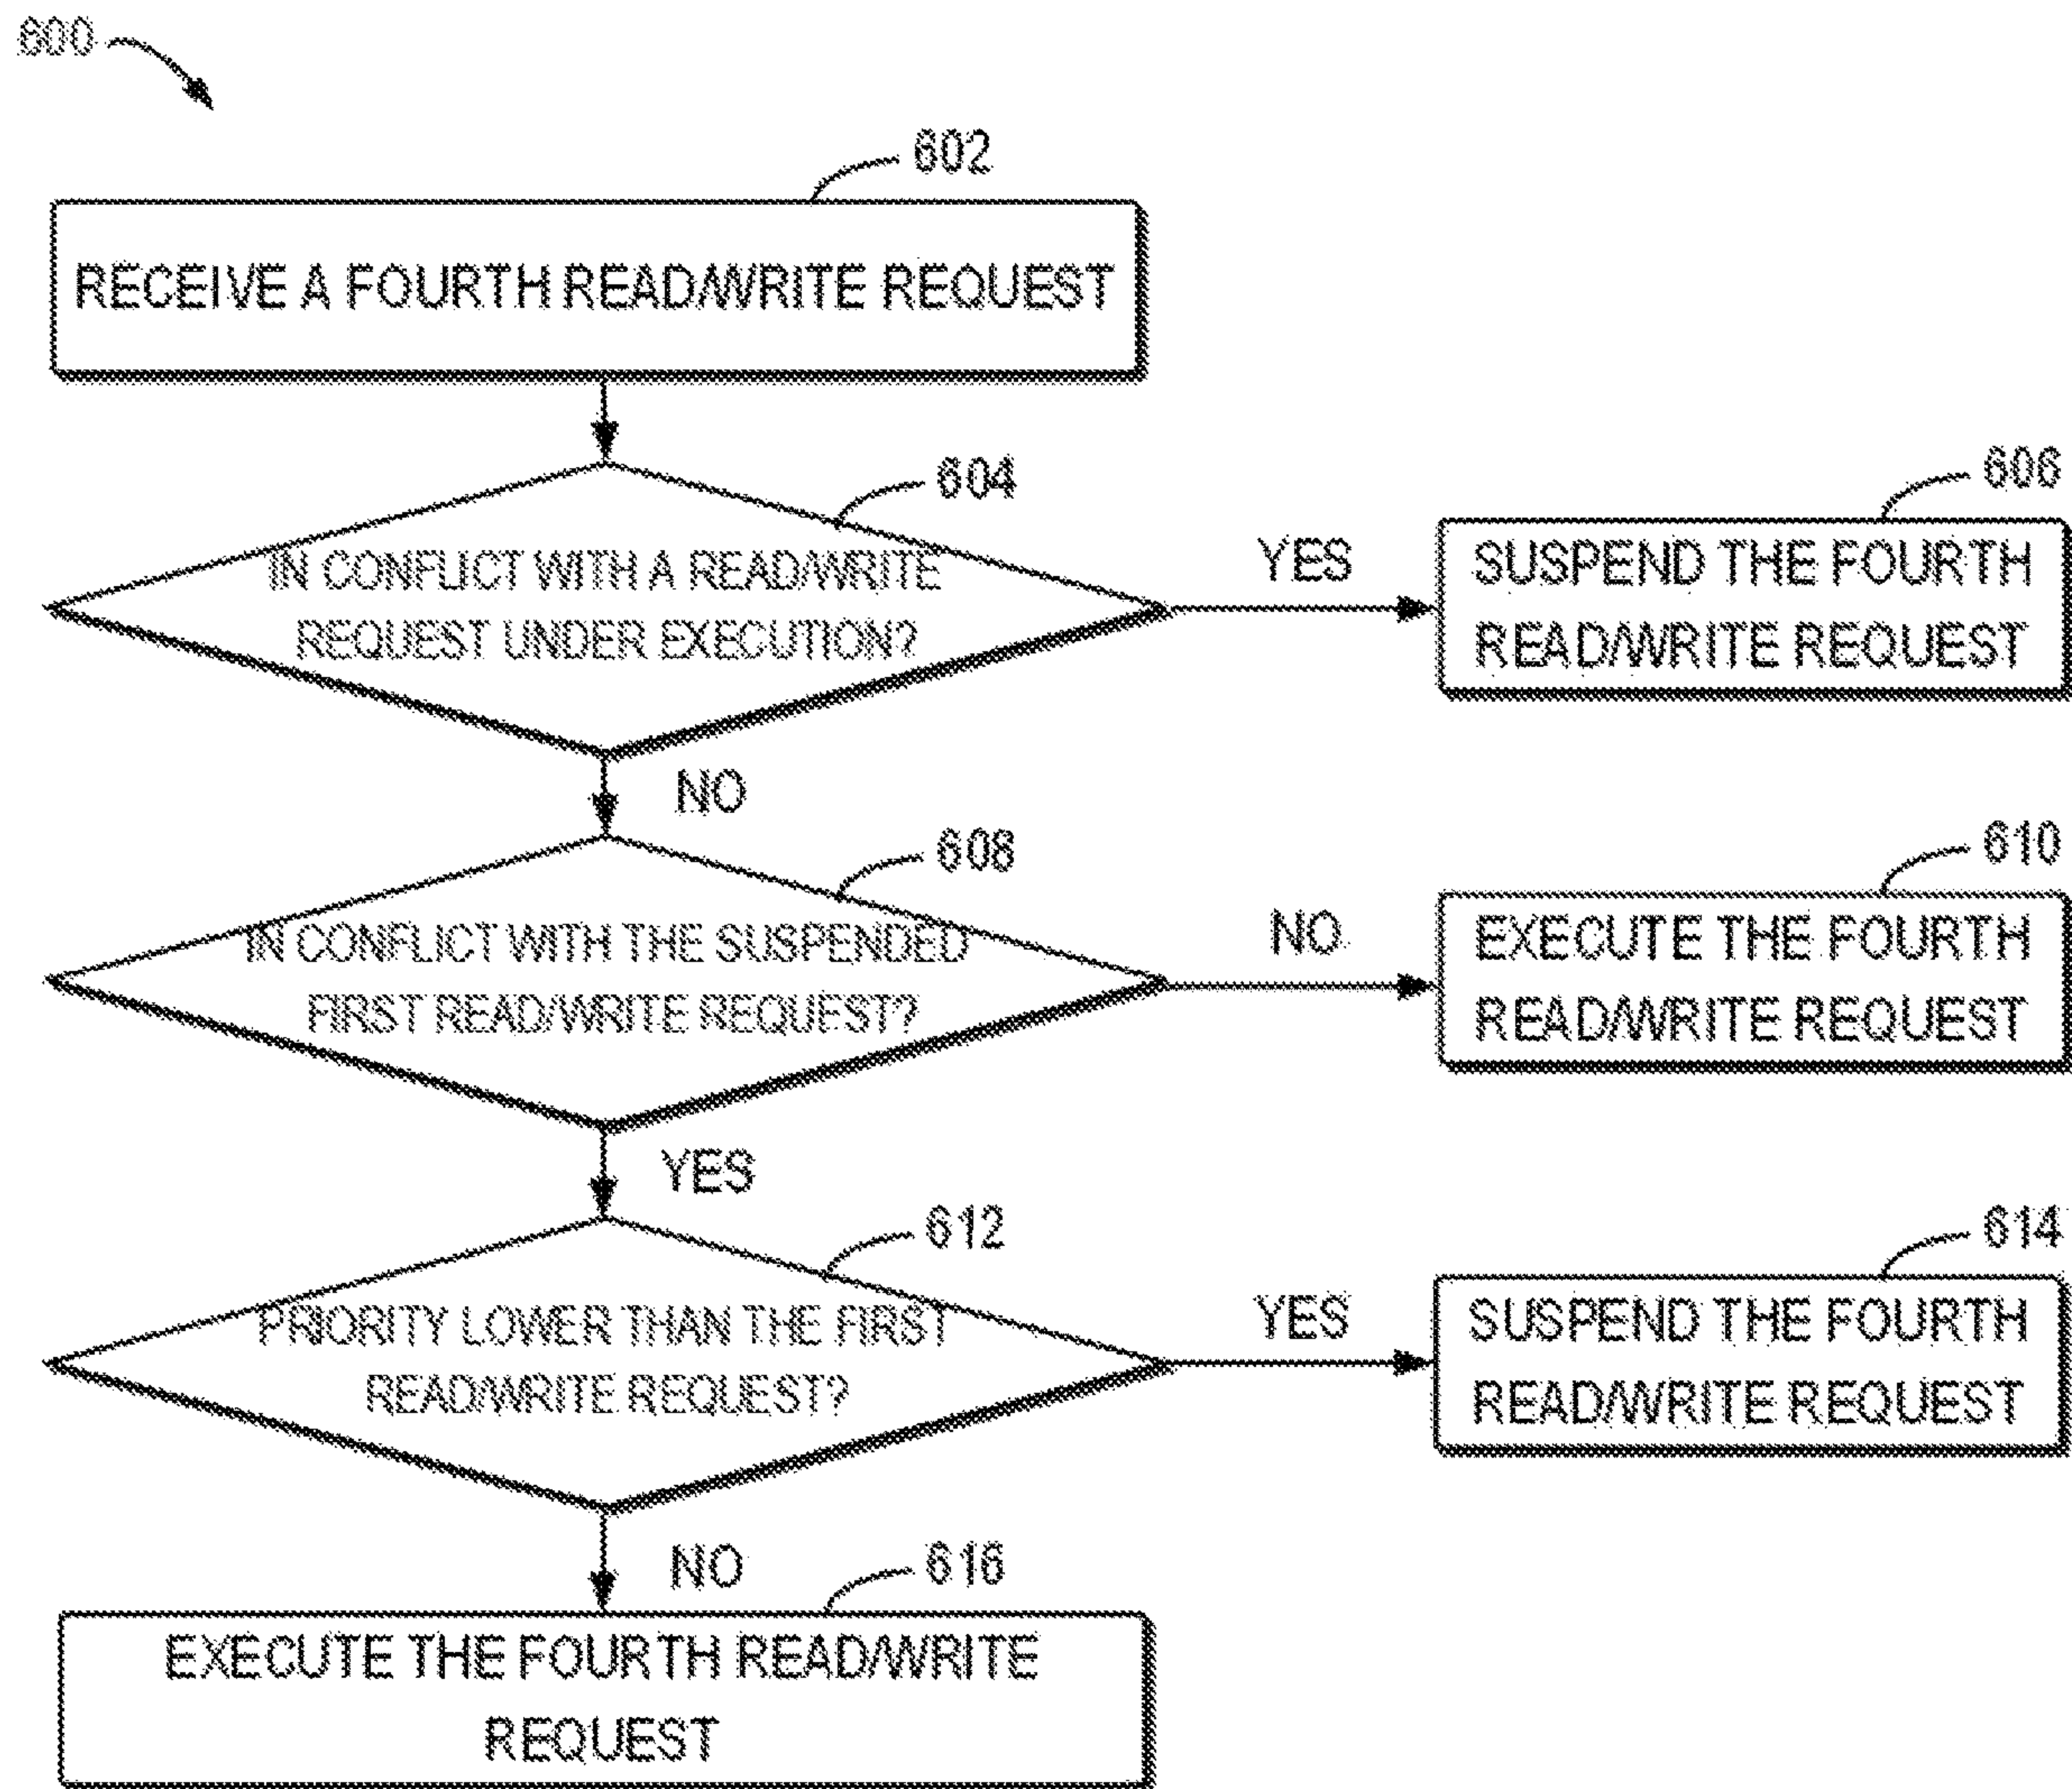 600
602
RECEIVE A FOURTH READ/WRITE REQUEST
604
IN CONFLICT WITH A READ/WRITE
REQUEST UNDER EXECUTION?
YES
606
SUSPEND THE FOURTH
READ/WRITE REQUEST
NO
608
IN CONFLICT WITH THE SUSPENDED
FIRST READ/WRITE REQUEST?
NO
610
EXECUTE THE FOURTH
READ/WRITE REQUEST
YES
612
PRIORITY LOWER THAN THE FIRST
READ/WRITE REQUEST?
YES
614
SUSPEND THE FOURTH
READ/WRITE REQUEST
NO
616
EXECUTE THE FOURTH READ/WRITE
REQUEST